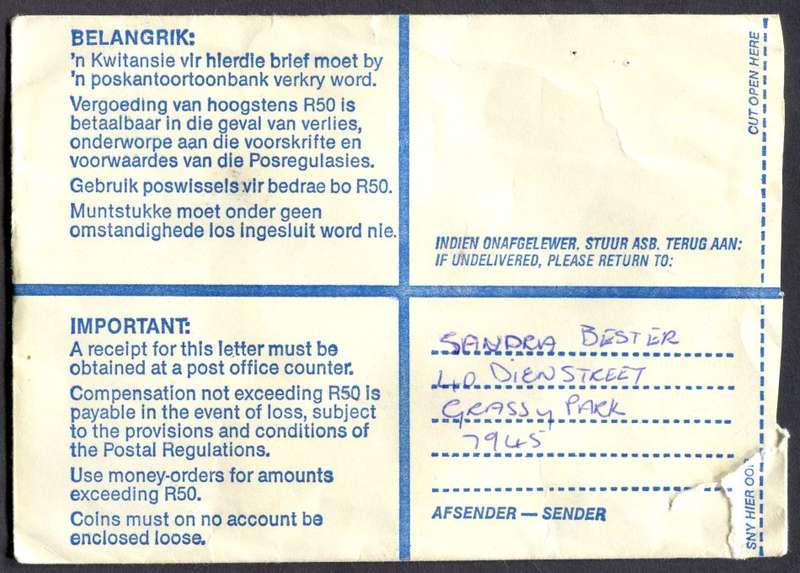 BELANGRIK:
'n Kwitansie vir hierdie brief moet by
'n poskantoortoonbank verkry word.
Vergoeding van hoogstens R50 is
betaalbaar in die geval van verlies,
onderworpe aan die voorskrifte en
voorwaardes van die Posregulasies.
Gebruik poswissels vir bedrae bo R50.
Muntstukke moet onder geen
omstandighede los ingesluit word nie.
INDIEN ONAFGELEWER, STUUR ASB. TERUG AAN:
IF UNDELIVERED, PLEASE RETURN TO:
CUT OPEN HERE
IMPORTANT:
A receipt for this letter must be
obtained at a post office counter.
Compensation not exceeding R50 is
payable in the event of loss, subject
to the provisions and conditions of
the Postal Regulations.
Use money-orders for amounts
exceeding R50.
Coins must on no account be
enclosed loose.
SANDRA BESTER
40 DIEN STREET
GRASSY PARK
7945
AFSENDER — SENDER
SNY HIER OOP